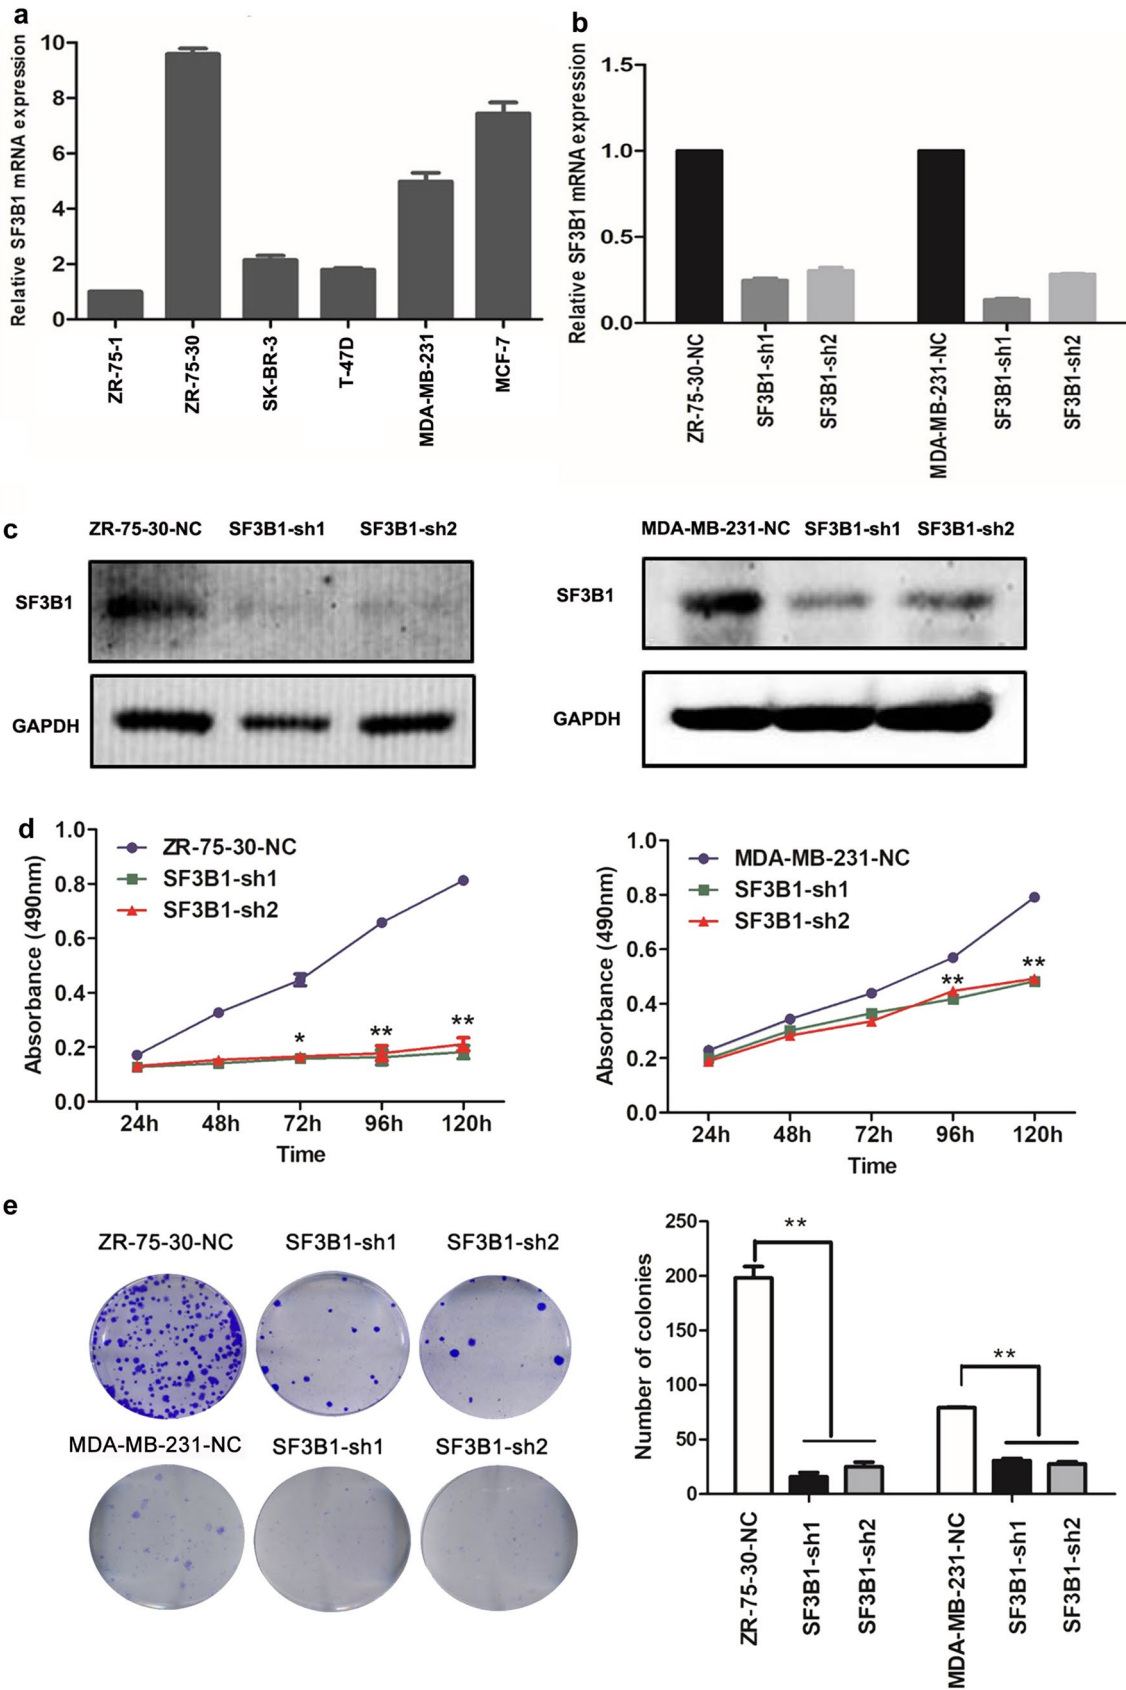 a
Relative SF3B1 mRNA expression
10
8
6
4
2
0
ZR-75-1
ZR-75-30
SK-BR-3
T-47D
MDA-MB-231
MCF-7
b
Relative SF3B1 mRNA expression
1.5
1.0
0.5
0.0
ZR-75-30-NC
SF3B1-sh1
SF3B1-sh2
MDA-MB-231-NC
SF3B1-sh1
SF3B1-sh2
c
ZR-75-30-NC SF3B1-sh1 SF3B1-sh2
SF3B1
GAPDH
MDA-MB-231-NC SF3B1-sh1 SF3B1-sh2
SF3B1
GAPDH
d
Absorbance (490nm)
1.0
0.8
0.6
0.4
0.2
0.0
ZR-75-30-NC
SF3B1-sh1
SF3B1-sh2
* ** **
24h 48h 72h 96h 120h
Time
Absorbance (490nm)
1.0
0.8
0.6
0.4
0.2
0.0
MDA-MB-231-NC
SF3B1-sh1
SF3B1-sh2
** **
24h 48h 72h 96h 120h
Time
e
ZR-75-30-NC SF3B1-sh1 SF3B1-sh2
MDA-MB-231-NC SF3B1-sh1 SF3B1-sh2
Number of colonies
250
200
150
100
50
0
**
**
ZR-75-30-NC
SF3B1-sh1
SF3B1-sh2
MDA-MB-231-NC
SF3B1-sh1
SF3B1-sh2